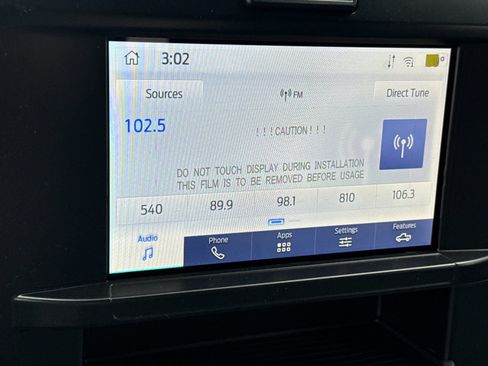 3:02
Sources
FM
Direct Tune
102.5
!!!CAUTION!!!
DO NOT TOUCH DISPLAY DURING INSTALLATION
THIS FILM IS TO BE REMOVED BEFORE USAGE
540 89.9 98.1 810 106.3
Audio Phone Apps Settings Features